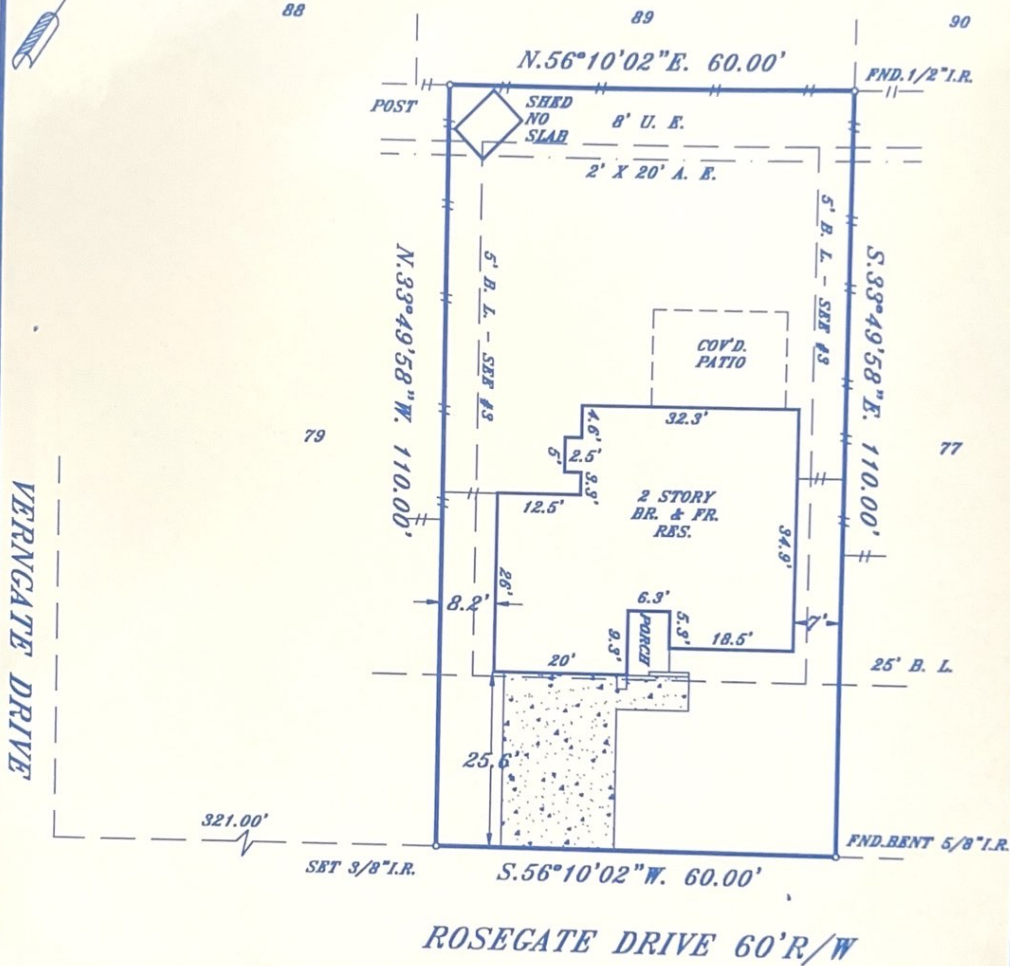 88
89
90
N.56°10'02"E. 60.00'
FND.1/2"I.R.
POST
SHED
NO
SLAB
8' U. E.
2' X 20' A. E.
5' B. L. - SEE #3
5' B. L. - SEE #3
N.33°49'58"W. 110.00'
S.33°49'58"E. 110.00'
COV'D.
PATIO
32.3'
4.6'
2.5'
5'
3.3'
12.5'
79
77
2 STORY
BR. & FR.
RES.
34.9'
26'
8.2'
6.3'
5.3'
9.3'
PORCH
18.5'
7'
20'
25' B. L.
25.6'
VERNGATE DRIVE
321.00'
SET 3/8"I.R.
FND.BENT 5/8"I.R.
S.56°10'02"W. 60.00'
ROSEGATE DRIVE 60'R/W